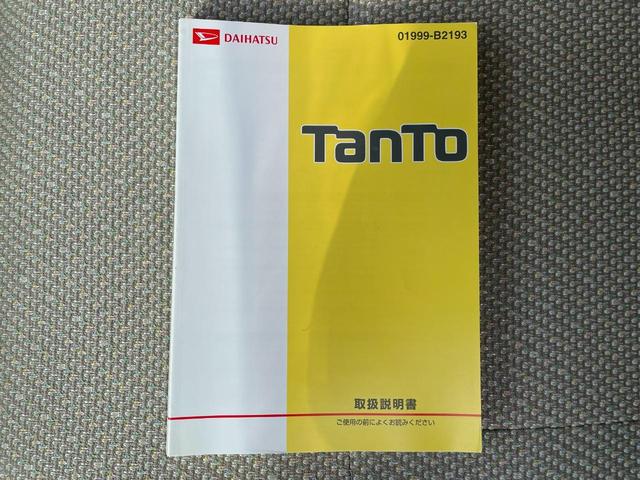 DAIHATSU 01999-B2193
TanTo
取扱説明書
ご使用の前によくお読みください